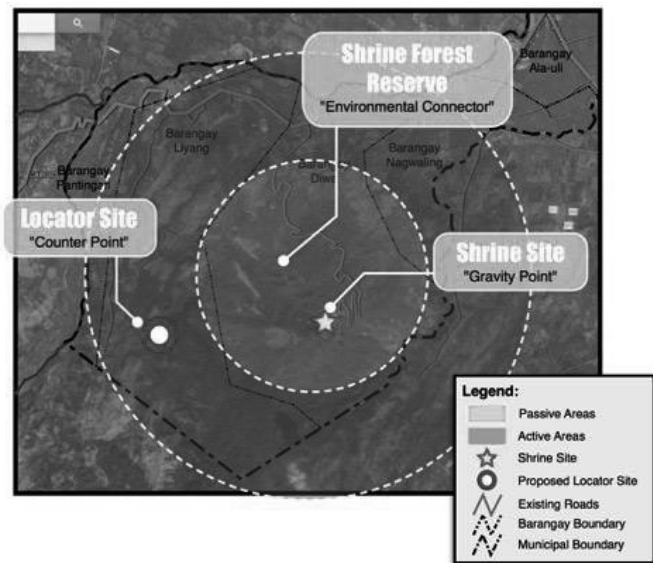 Shrine Forest
Reserve
"Environmental Connector"
Barangay
Ala-uli
Barangay
Liyang
Barangay
Nagwaling
Barangay
Diwa
Barangay
Pantingan
Locator Site
"Counter Point"
Shrine Site
"Gravity Point"
Legend:
Passive Areas
Active Areas
Shrine Site
Proposed Locator Site
Existing Roads
Barangay Boundary
Municipal Boundary